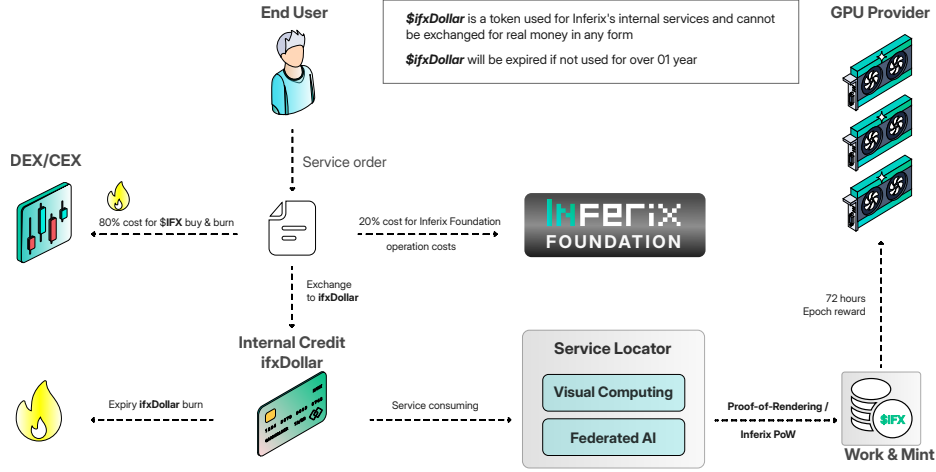 End User
$ifxDollar is a token used for Inferix's internal services and cannot
be exchanged for real money in any form
$ifxDollar will be expired if not used for over 01 year
GPU Provider
DEX/CEX
Service order
80% cost for $IFX buy & burn
20% cost for Inferix Foundation
operation costs
INFERIX
FOUNDATION
Exchange
to ifxDollar
72 hours
Epoch reward
Internal Credit
ifxDollar
Service Locator
Visual Computing
Federated AI
Expiry ifxDollar burn
Service consuming
Proof-of-Rendering /
Inferix PoW
$IFX
Work & Mint